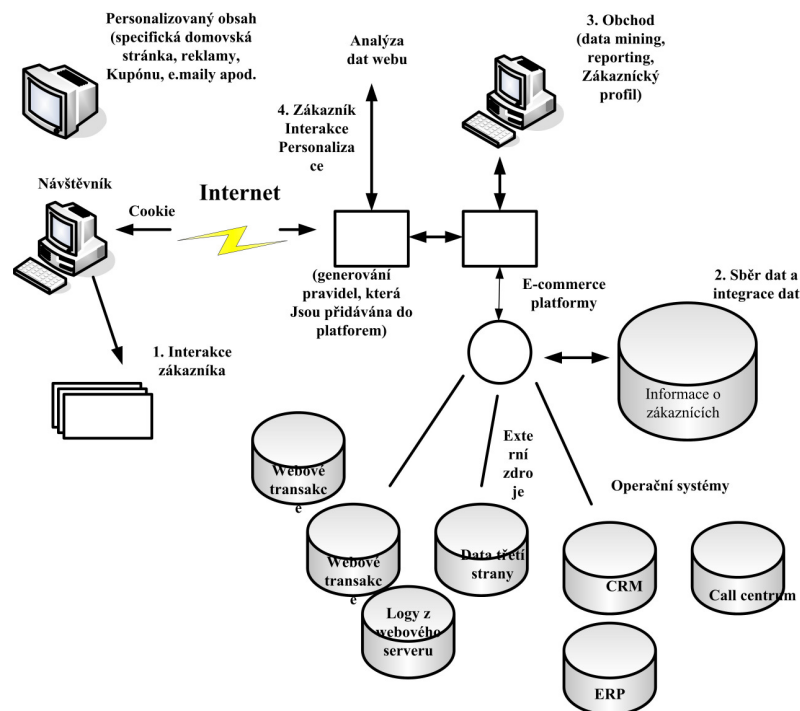 Personalizovaný obsah
(specifická domovská
stránka, reklamy,
Kupónu, e.maily apod.
Analýza
dat webu
3. Obchod
(data mining,
reporting,
Zákaznícký
profil)
4. Zákazník
Interakce
Personaliza
ce
Návštěvník
Internet
Cookie
(generování
pravidel, která
Jsou přidávána do
platforem)
E-commerce
platformy
2. Sběr dat a
integrace dat
1. Interakce
zákazníka
Informace o
zákaznících
Exte
rní
zdro
je
Operační systémy
Webové
transakc
e
Webové
transakc
e
Data třetí
strany
Logy z
webového
serveru
CRM
Call centrum
ERP